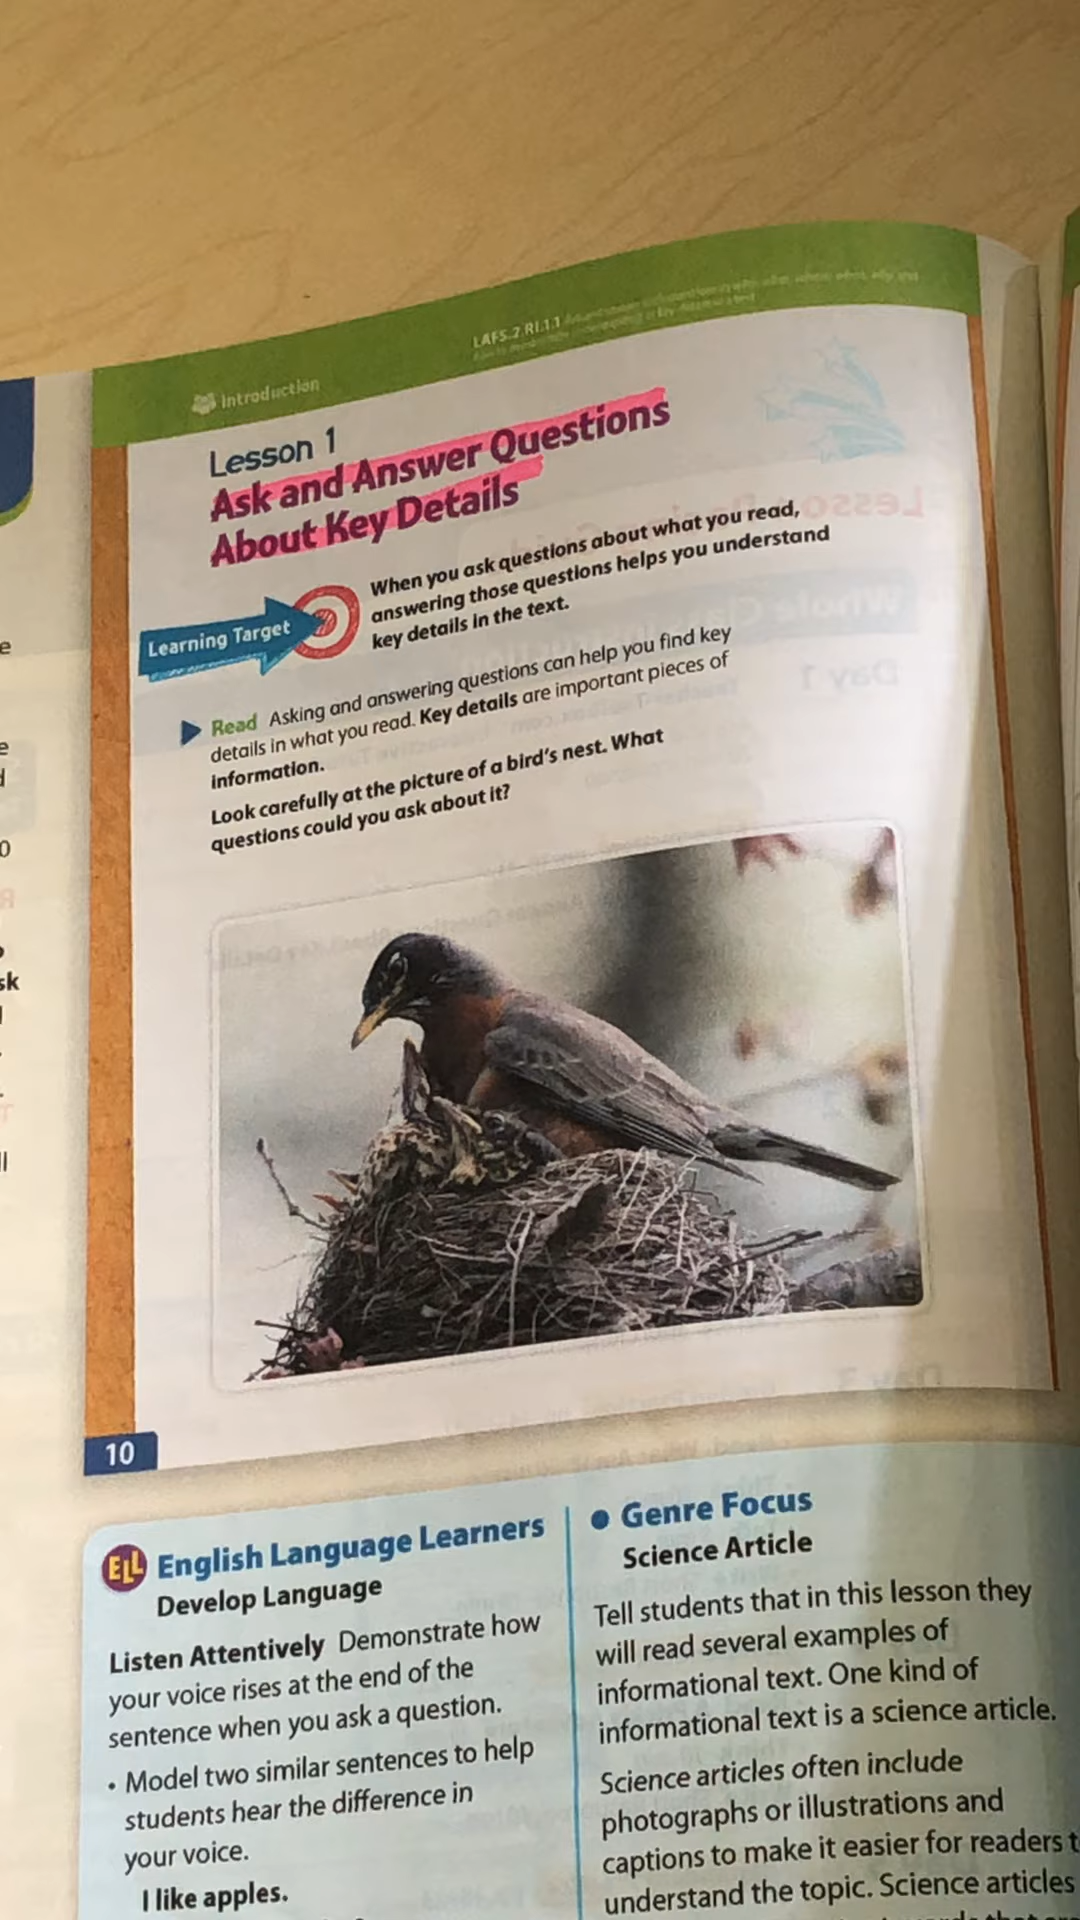 Introduction
LAFS.2.RI.1.1
Lesson 1
Ask and Answer Questions
About Key Details
Learning Target
When you ask questions about what you read,
answering those questions helps you understand
key details in the text.
Read Asking and answering questions can help you find key
details in what you read. Key details are important pieces of
information.
Look carefully at the picture of a bird's nest. What
questions could you ask about it?
10
ELL English Language Learners
Develop Language
Listen Attentively Demonstrate how
your voice rises at the end of the
sentence when you ask a question.
• Model two similar sentences to help
students hear the difference in
your voice.
I like apples.
• Genre Focus
Science Article
Tell students that in this lesson they
will read several examples of
informational text. One kind of
informational text is a science article.
Science articles often include
photographs or illustrations and
captions to make it easier for readers t
understand the topic. Science articles